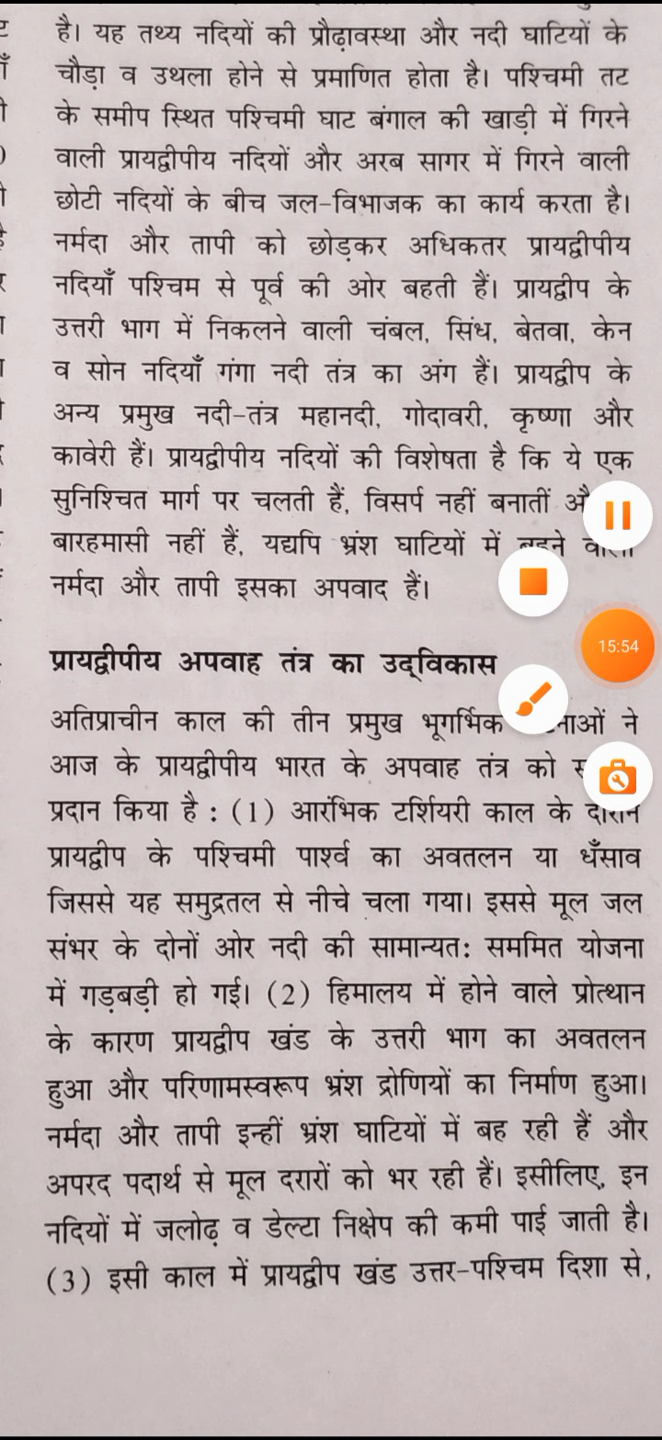 है। यह तथ्य नदियों की प्रौढ़ावस्था और नदी घाटियों के
चौड़ा व उथला होने से प्रमाणित होता है। पश्चिमी तट
के समीप स्थित पश्चिमी घाट बंगाल की खाड़ी में गिरने
वाली प्रायद्वीपीय नदियों और अरब सागर में गिरने वाली
छोटी नदियों के बीच जल-विभाजक का कार्य करता है।
नर्मदा और तापी को छोड़कर अधिकतर प्रायद्वीपीय
नदियाँ पश्चिम से पूर्व की ओर बहती हैं। प्रायद्वीप के
उत्तरी भाग में निकलने वाली चंबल, सिंध, बेतवा, केन
व सोन नदियाँ गंगा नदी तंत्र का अंग हैं। प्रायद्वीप के
अन्य प्रमुख नदी-तंत्र महानदी, गोदावरी, कृष्णा और
कावेरी हैं। प्रायद्वीपीय नदियों की विशेषता है कि ये एक
सुनिश्चित मार्ग पर चलती हैं, विसर्प नहीं बनातीं
बारहमासी नहीं हैं, यद्यपि भ्रंश घाटियों में बहने वाली
नर्मदा और तापी इसका अपवाद हैं।
15:54
प्रायद्वीपीय अपवाह तंत्र का उद्‌विकास
अतिप्राचीन काल की तीन प्रमुख भूगर्भिक ने
आज के प्रायद्वीपीय भारत के अपवाह तंत्र को
प्रदान किया है : (1) आरंभिक टर्शियरी काल के दौरान
प्रायद्वीप के पश्चिमी पार्श्व का अवतलन या धँसाव
जिससे यह समुद्रतल से नीचे चला गया। इससे मूल जल
संभर के दोनों ओर नदी की सामान्यत: सममित योजना
में गड़बड़ी हो गई। (2) हिमालय में होने वाले प्रोत्थान
के कारण प्रायद्वीप खंड के उत्तरी भाग का अवतलन
हुआ और परिणामस्वरूप भ्रंश द्रोणियों का निर्माण हुआ।
नर्मदा और तापी इन्हीं भ्रंश घाटियों में बह रही हैं और
अपरद पदार्थ से मूल दरारों को भर रही हैं। इसीलिए, इन
नदियों में जलोढ़ व डेल्टा निक्षेप की कमी पाई जाती है।
(3) इसी काल में प्रायद्वीप खंड उत्तर-पश्चिम दिशा से,